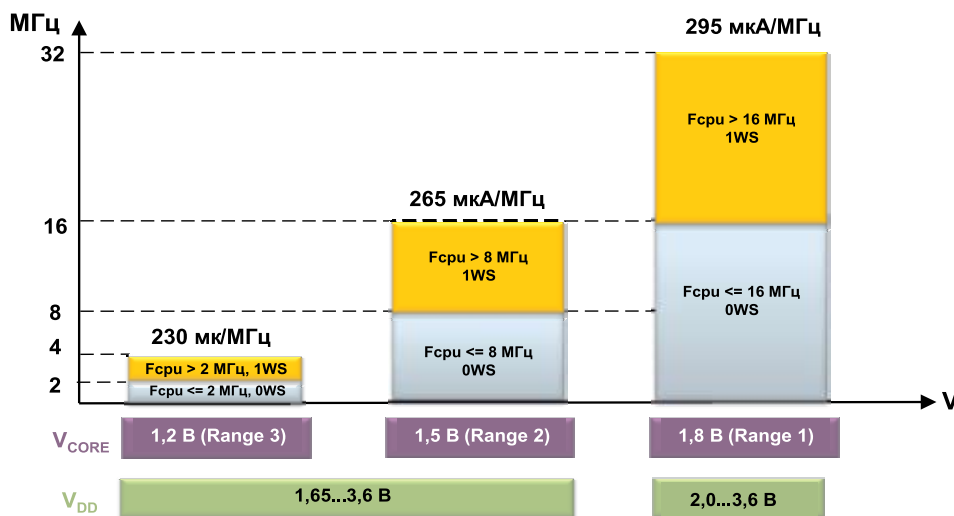 МГц
32
16
8
4
2
295 мкА/МГц
Fcpu > 16 МГц
1WS
Fcpu <= 16 МГц
0WS
265 мкА/МГц
Fcpu > 8 МГц
1WS
Fcpu <= 8 МГц
0WS
230 мк/МГц
Fcpu > 2 МГц, 1WS
Fcpu <= 2 МГц, 0WS
V
VCORE
1,2 В (Range 3)
1,5 В (Range 2)
1,8 В (Range 1)
VDD
1,65...3,6 В
2,0...3,6 В